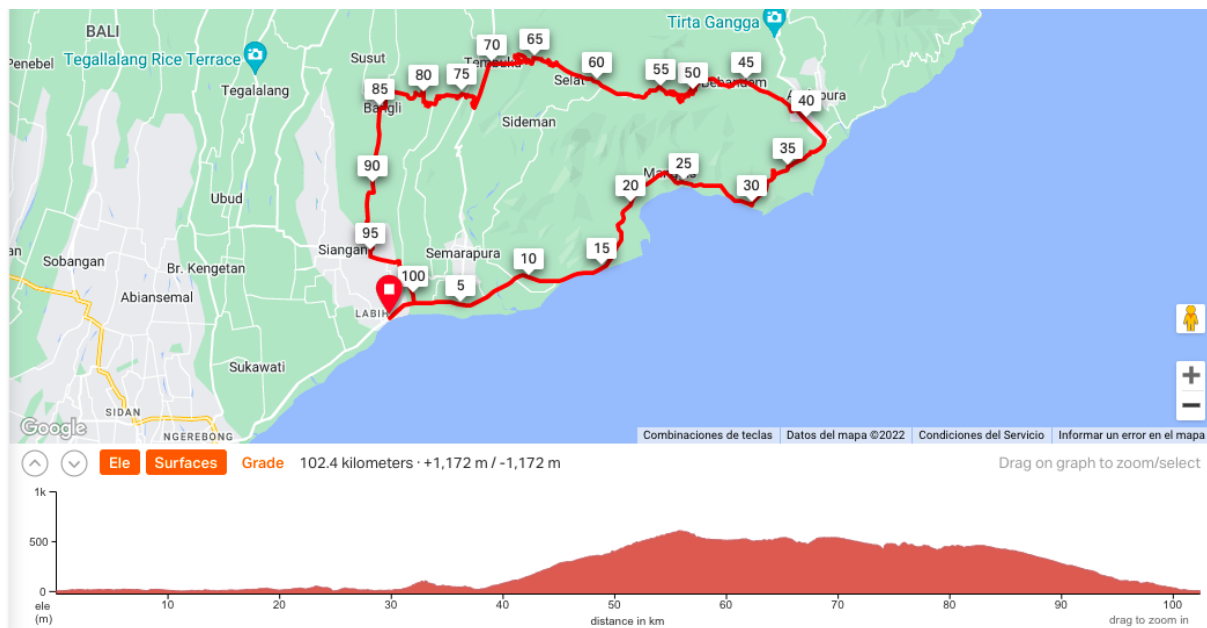 BALI
Tirta Gangga
Penebel
Tegallalang Rice Terrace
Susut
70
65
Tembuku
60
Tegallalang
80
75
Selat
55
50
45
85
Bangli
Bebandem
40
Sideman
90
25
35
Ubud
20
30
95
Siangan
Semarapura
15
Sobangan
Br. Kengetan
10
100
5
Abiansemal
LABIH
Sukawati
SIDAN
NGEREBONG
Google
Combinaciones de teclas
Datos del mapa ©2022
Condiciones del Servicio
Informar un error en el mapa
Ele
Surfaces
Grade
102.4 kilometers · +1,172 m / -1,172 m
Drag on graph to zoom/select
1k
500
0
ele
(m)
10 20 30 40 50 60 70 80 90 100
distance in km
drag to zoom in